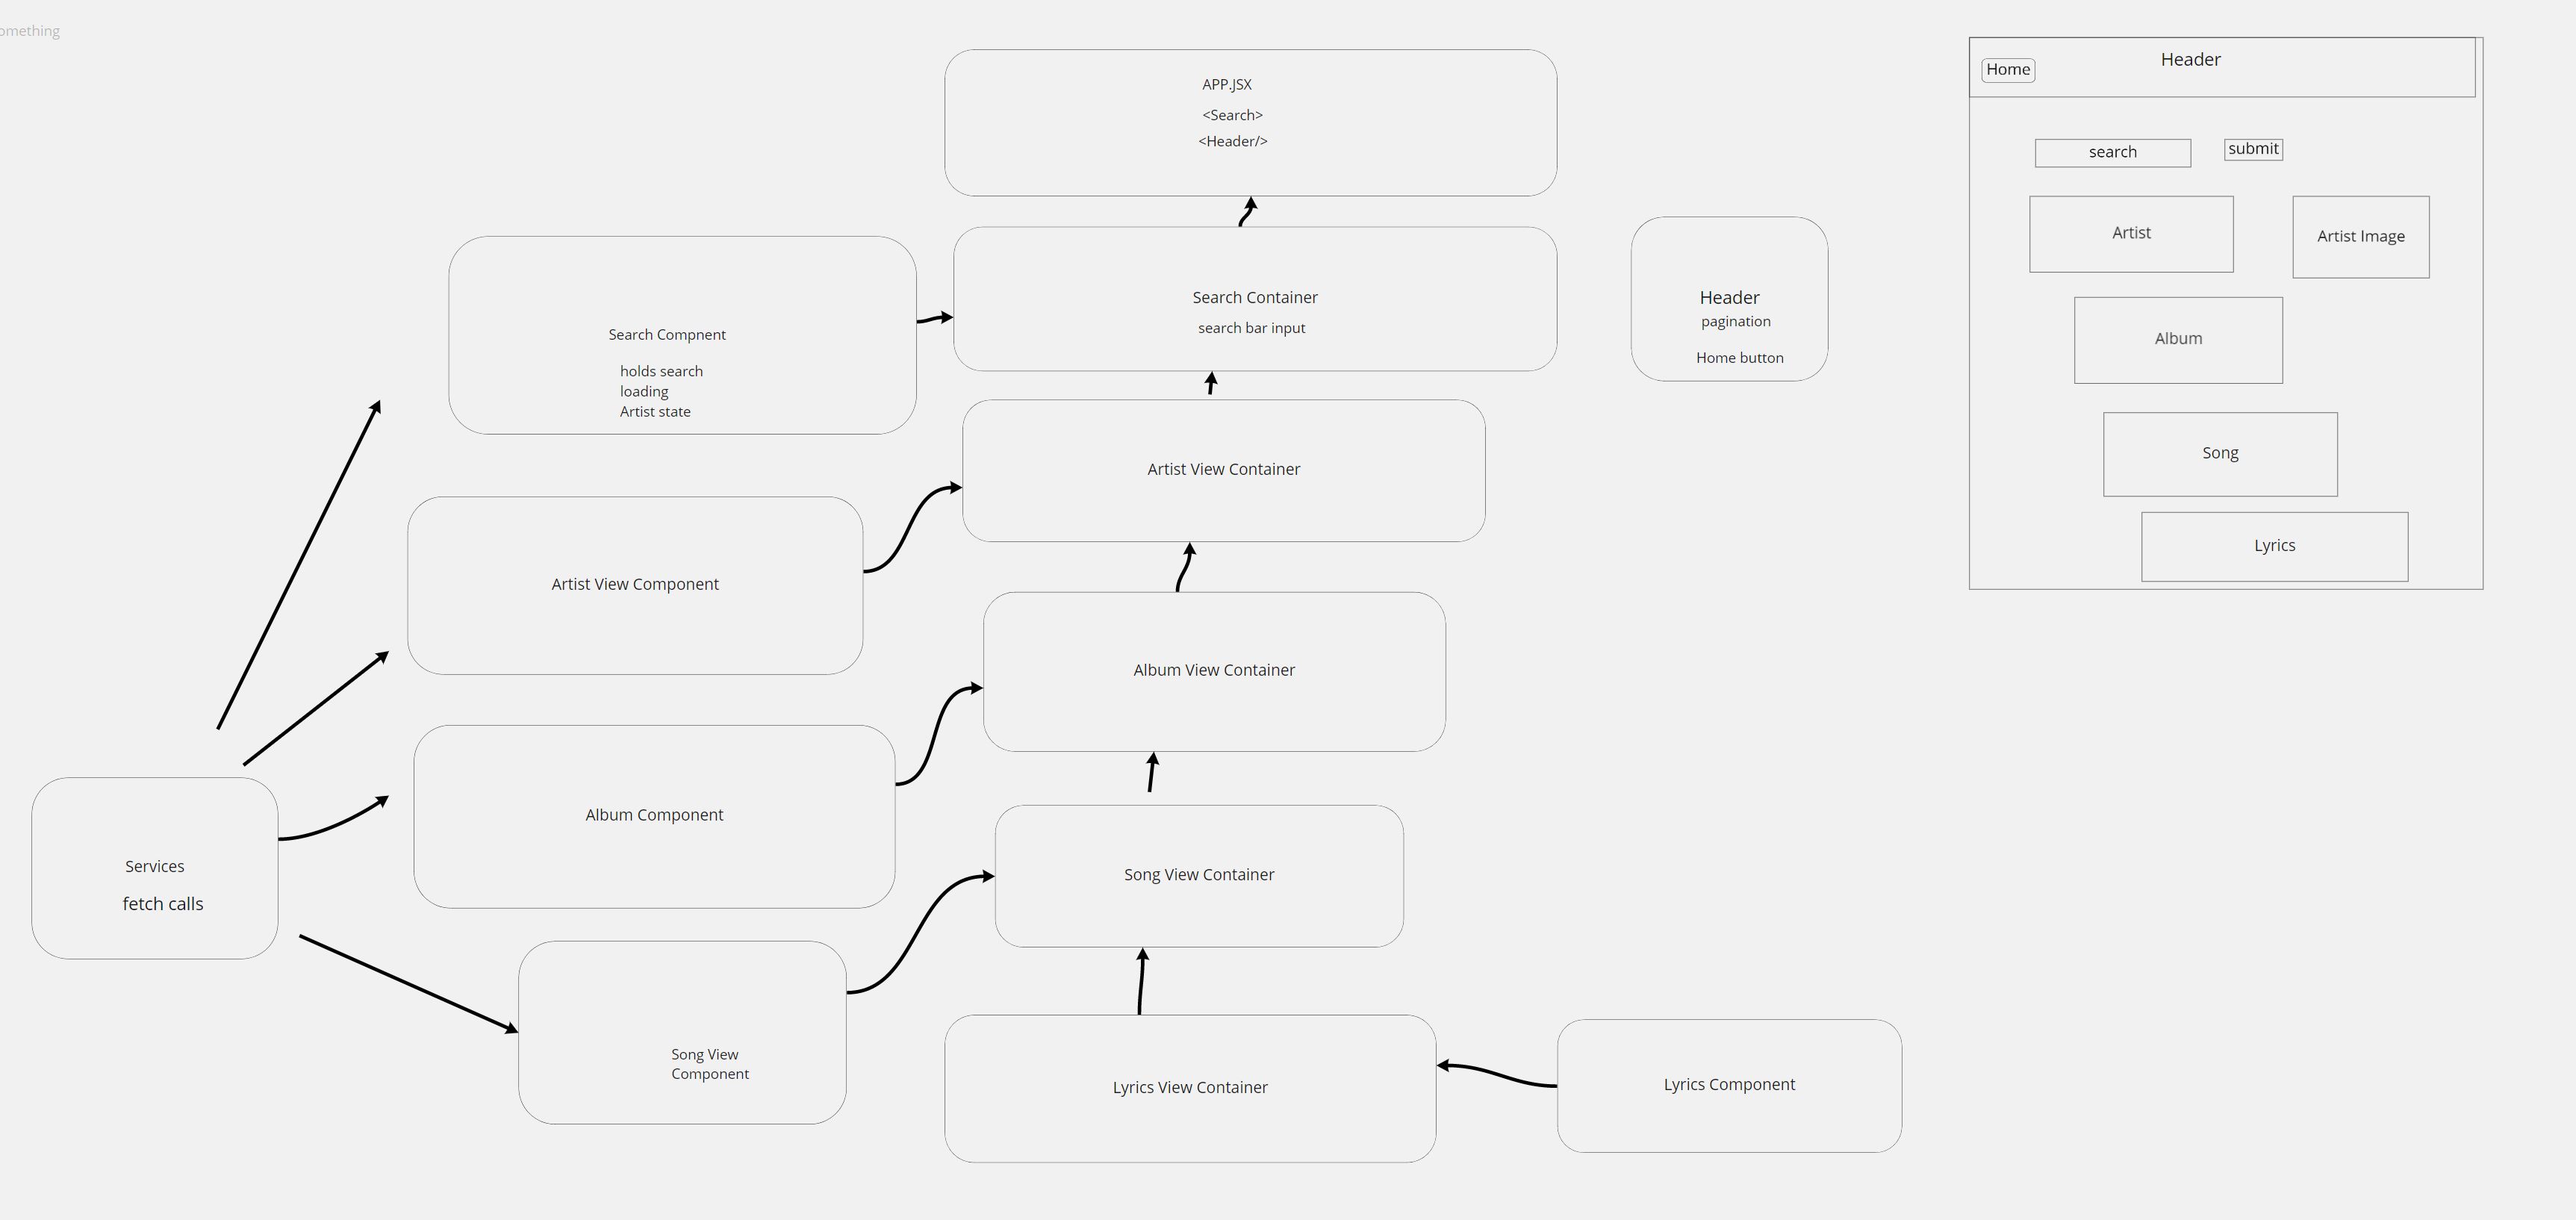 omething
APP.JSX
<Search>
<Header/>
Search Container
search bar input
Search Compnent
holds search
loading
Artist state
Header
pagination
Home button
Artist View Container
Artist View Component
Album View Container
Album Component
Services
fetch calls
Song View Container
Song View
Component
Lyrics View Container
Lyrics Component
Header
Home
search
submit
Artist
Artist Image
Album
Song
Lyrics